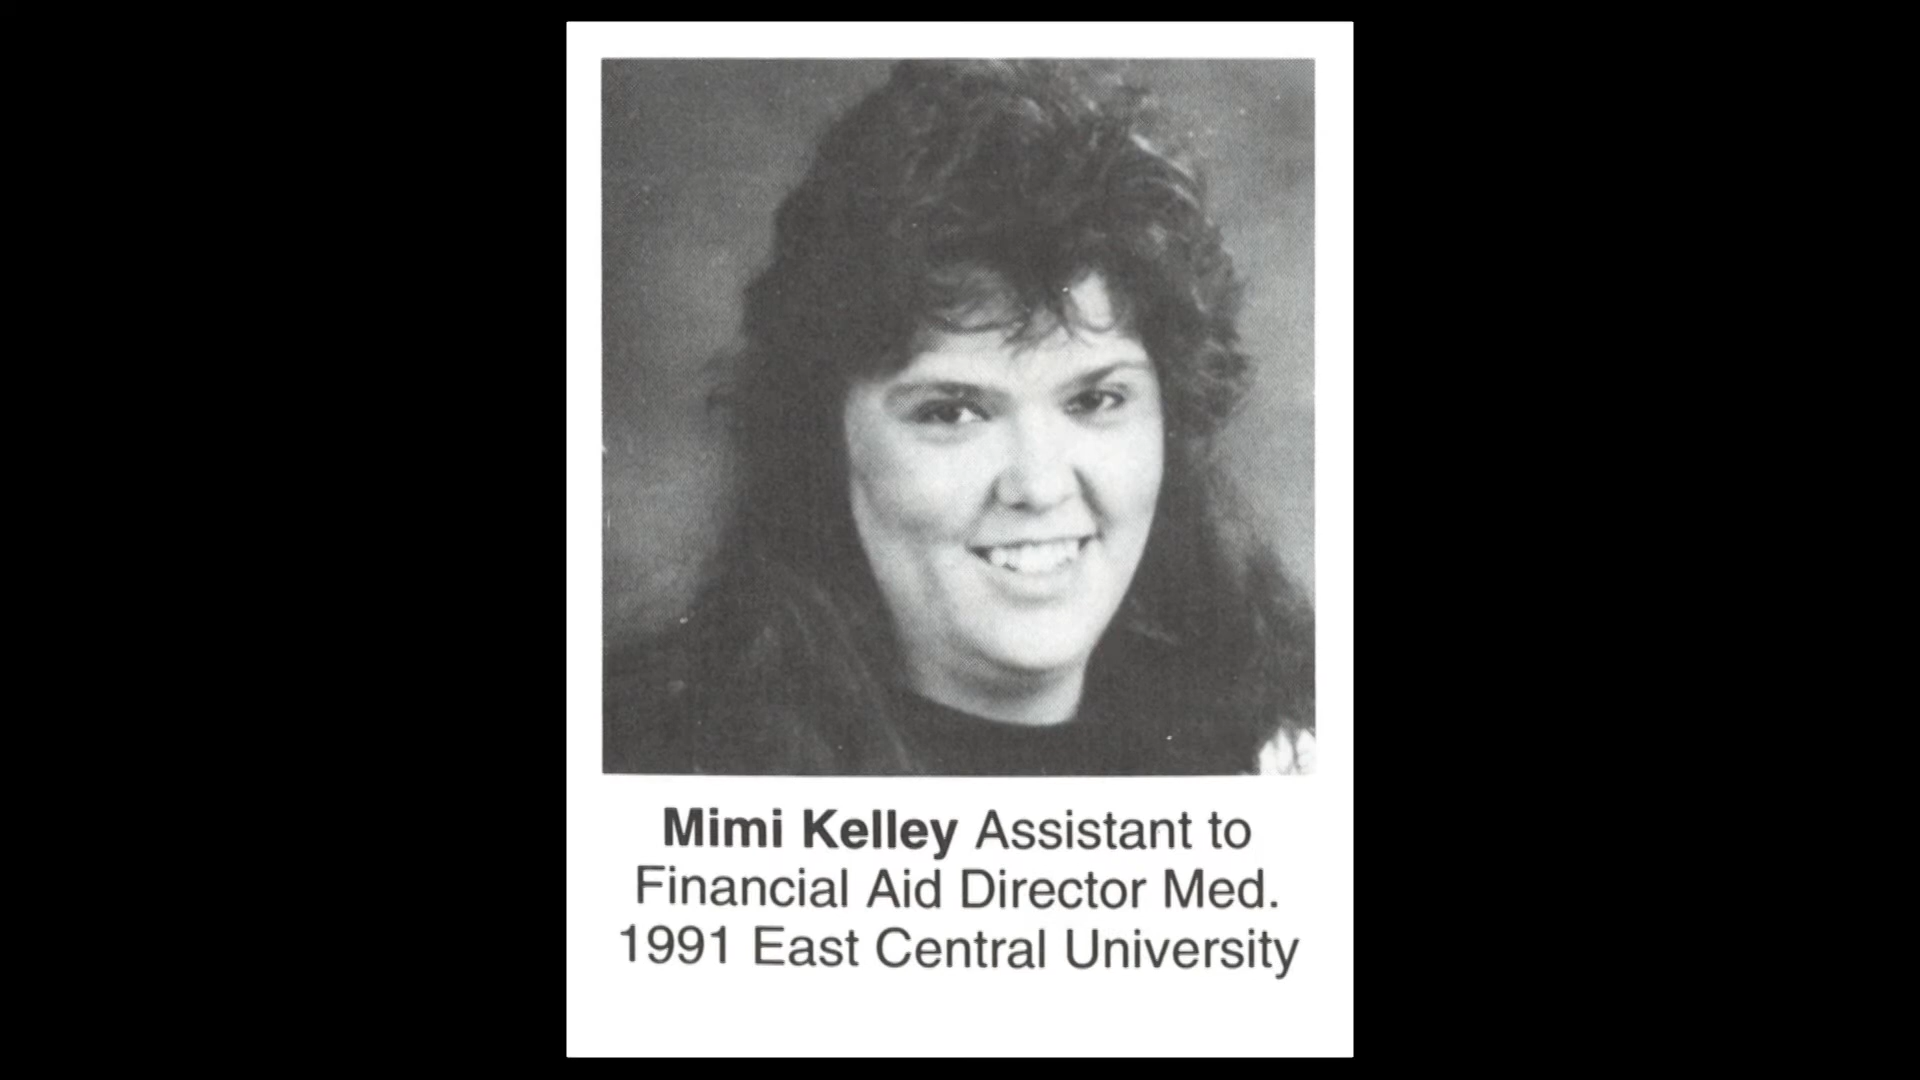 Mimi Kelley Assistant to
Financial Aid Director Med.
1991 East Central University